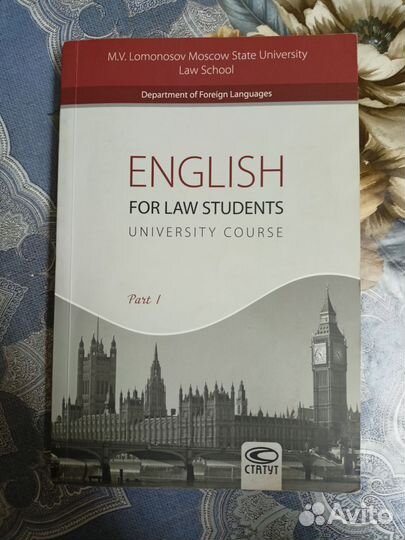 M.V. Lomonosov Moscow State University
Law School
Department of Foreign Languages
ENGLISH
FOR LAW STUDENTS
UNIVERSITY COURSE
Part I
СТАТУТ
Avito